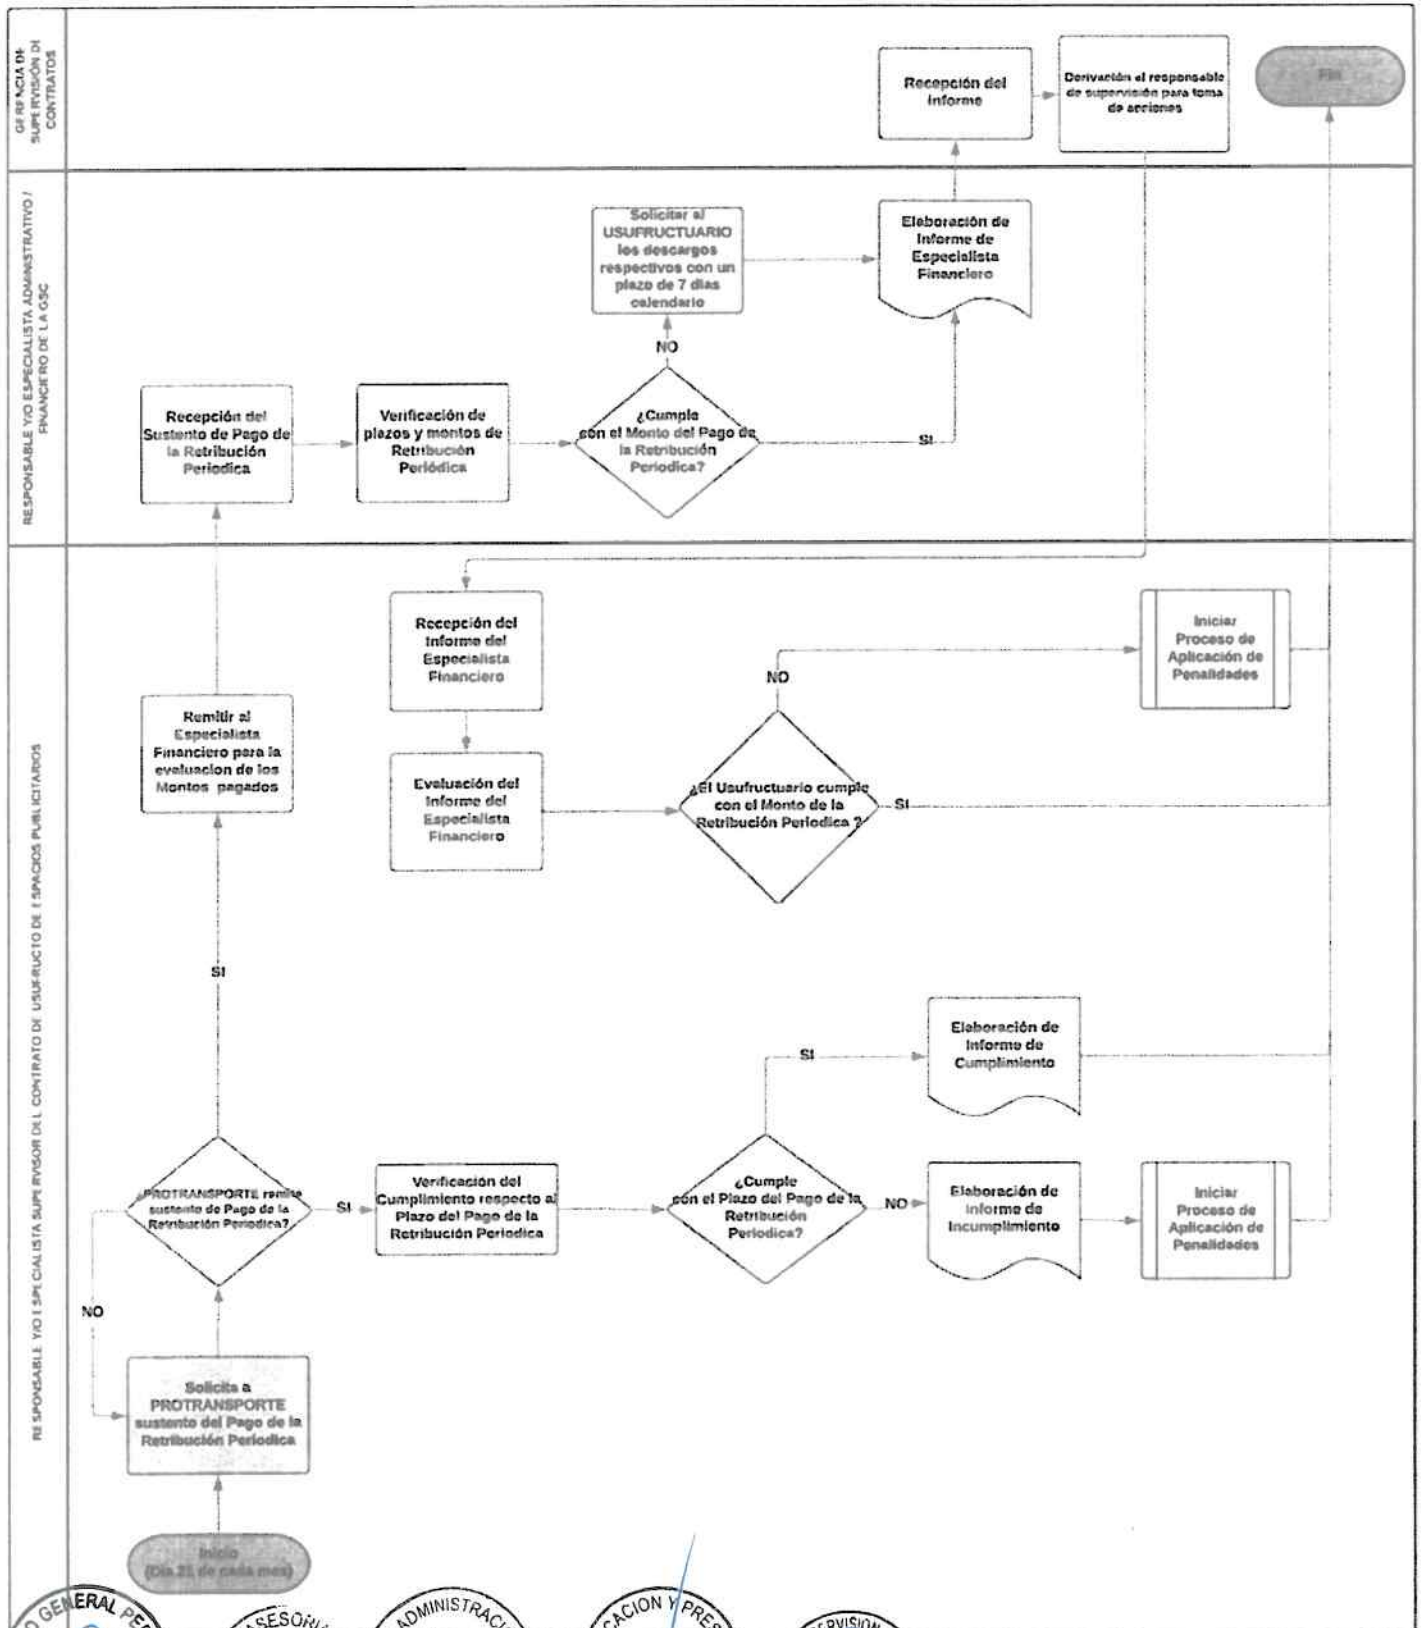 GERENCIA DE
SUPERVISIÓN DE
CONTRATOS
Recepción del
Informe
Derivación al responsable
de supervisión para toma
de acciones
Fin
RESPONSABLE Y/O ESPECIALISTA ADMINISTRATIVO /
FINANCIERO DE LA GSC
Solicitar al
USUFRUCTUARIO
los descargos
respectivos con un
plazo de 7 dias
calendario
Elaboración de
Informe de
Especialista
Financiero
NO
Recepción del
Sustento de Pago de
la Retribución
Periodica
Verificación de
plazos y montos de
Retribución
Periódica
¿Cumple
con el Monto del Pago de
la Retribución
Periodica?
SI
RESPONSABLE Y/O ESPECIALISTA SUPERVISOR DEL CONTRATO DE USUFRUCTO DE ESPACIOS PUBLICITARIOS
Recepción del
Informe del
Especialista
Financiero
Iniciar
Proceso de
Aplicación de
Penalidades
NO
Remitir al
Especialista
Financiero para la
evaluacion de los
Montos pagados
Evaluación del
Informe del
Especialista
Financiero
¿El Usufructuario cumple
con el Monto de la
Retribución Periodica ?
SI
SI
Elaboración de
Informe de
Cumplimiento
SI
¿PROTRANSPORTE remite
sustento de Pago de la
Retribución Periodica?
SI
Verificación del
Cumplimiento respecto al
Plazo del Pago de la
Retribución Periodica
¿Cumple
con el Plazo del Pago de la
Retribución
Periodica?
NO
Elaboración de
Informe de
Incumplimiento
Iniciar
Proceso de
Aplicación de
Penalidades
NO
Solicita a
PROTRANSPORTE
sustento del Pago de la
Retribución Periodica
Inicio
(Dia 21 de cada mes)
GENERAL